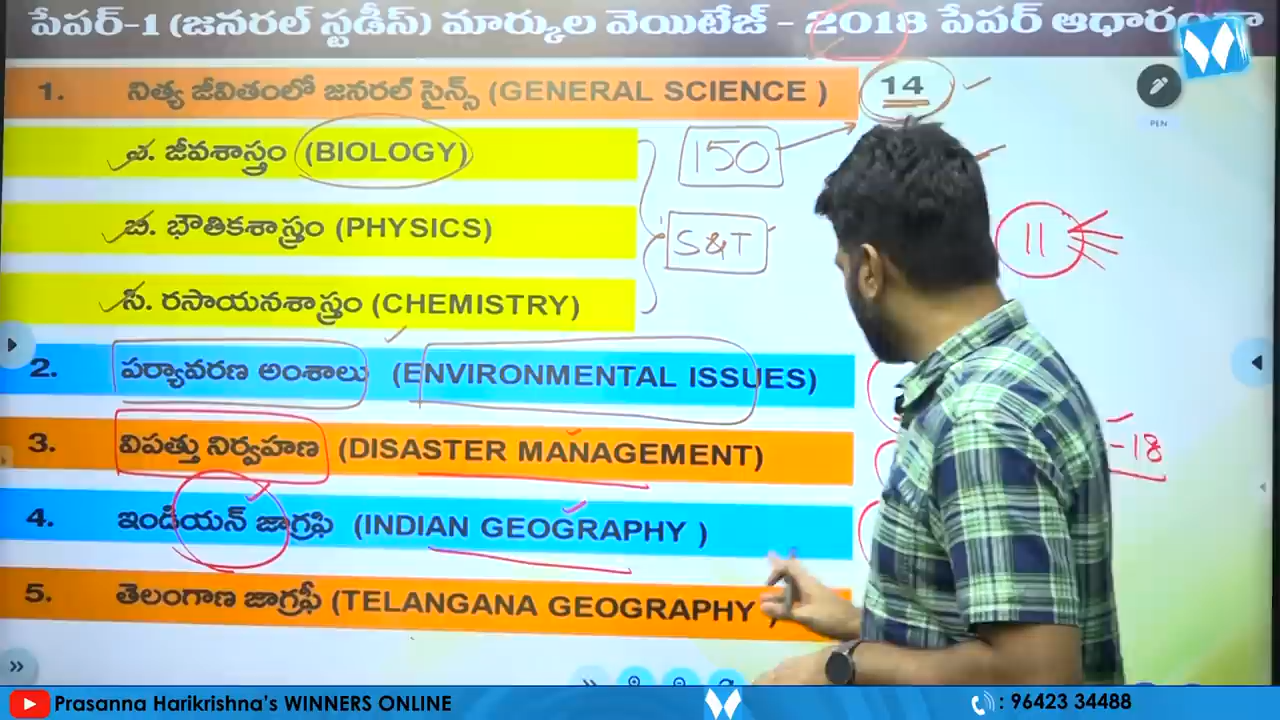 పేపర్-1 (జనరల్ స్టడీస్) మార్కుల వెయిటేజ్ - 2018 పేపర్ ఆధారంగా
1. నిత్య జీవితంలో జనరల్ సైన్స్ (GENERAL SCIENCE ) 14
PEN
ఎ. జీవశాస్త్రం (BIOLOGY) 150
బి. భౌతికశాస్త్రం (PHYSICS) S&T 11
సి. రసాయనశాస్త్రం (CHEMISTRY)
2. పర్యావరణ అంశాలు (ENVIRONMENTAL ISSUES)
3. విపత్తు నిర్వహణ (DISASTER MANAGEMENT) -18
4. ఇండియన్ జాగ్రఫి (INDIAN GEOGRAPHY )
5. తెలంగాణ జాగ్రఫీ (TELANGANA GEOGRAPHY )
Prasanna Harikrishna's WINNERS ONLINE : 96423 34488